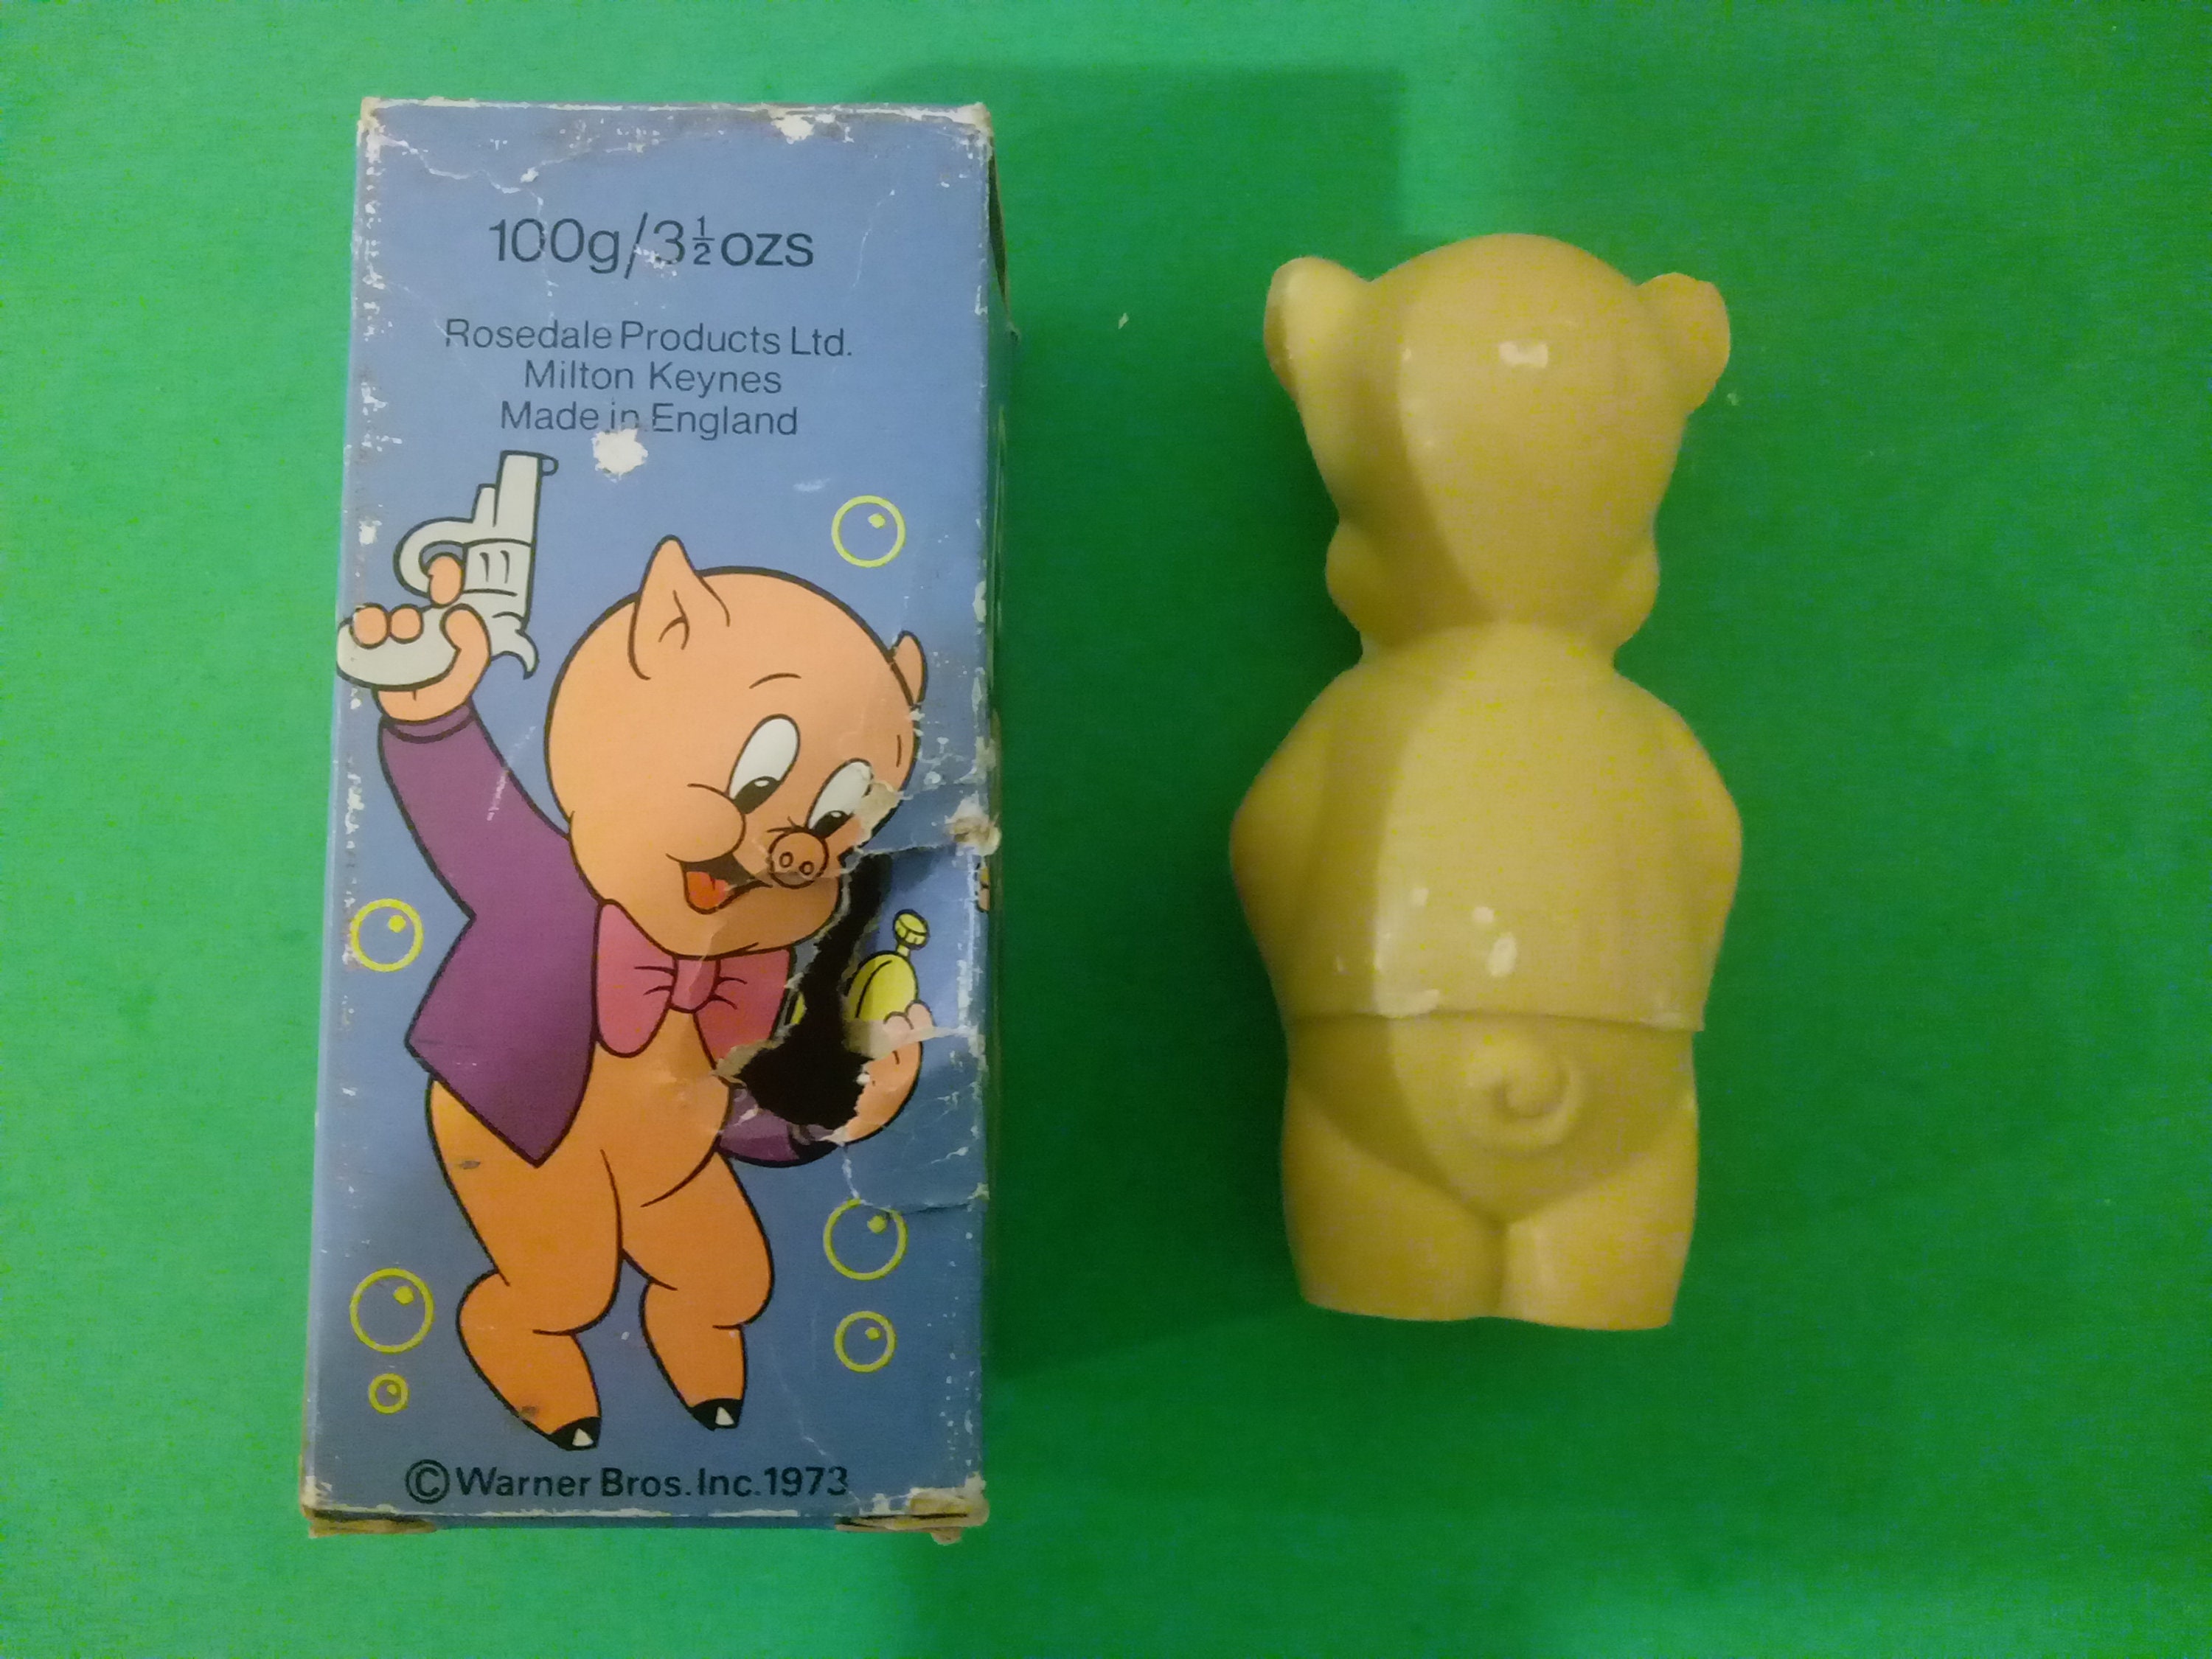 100g/3½ozs
Rosedale Products Ltd.
Milton Keynes
Made in England
©Warner Bros. Inc. 1973